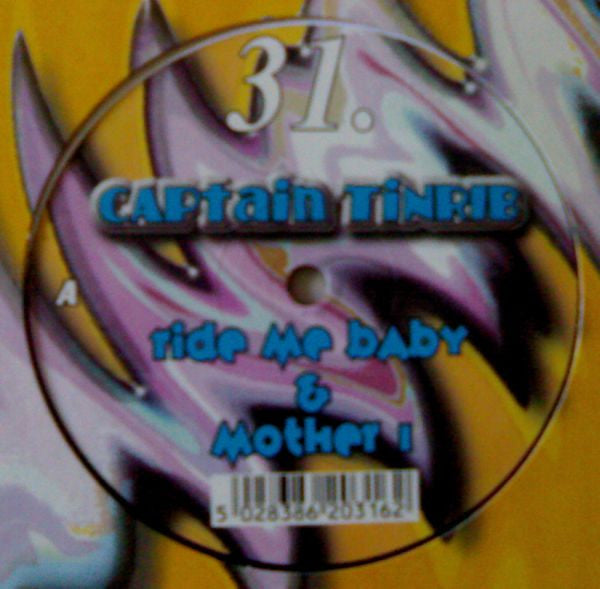 31.
CAPtain TiNRIB
A
ride Me bAbY
&
MOtHer 1
5 028386 203162